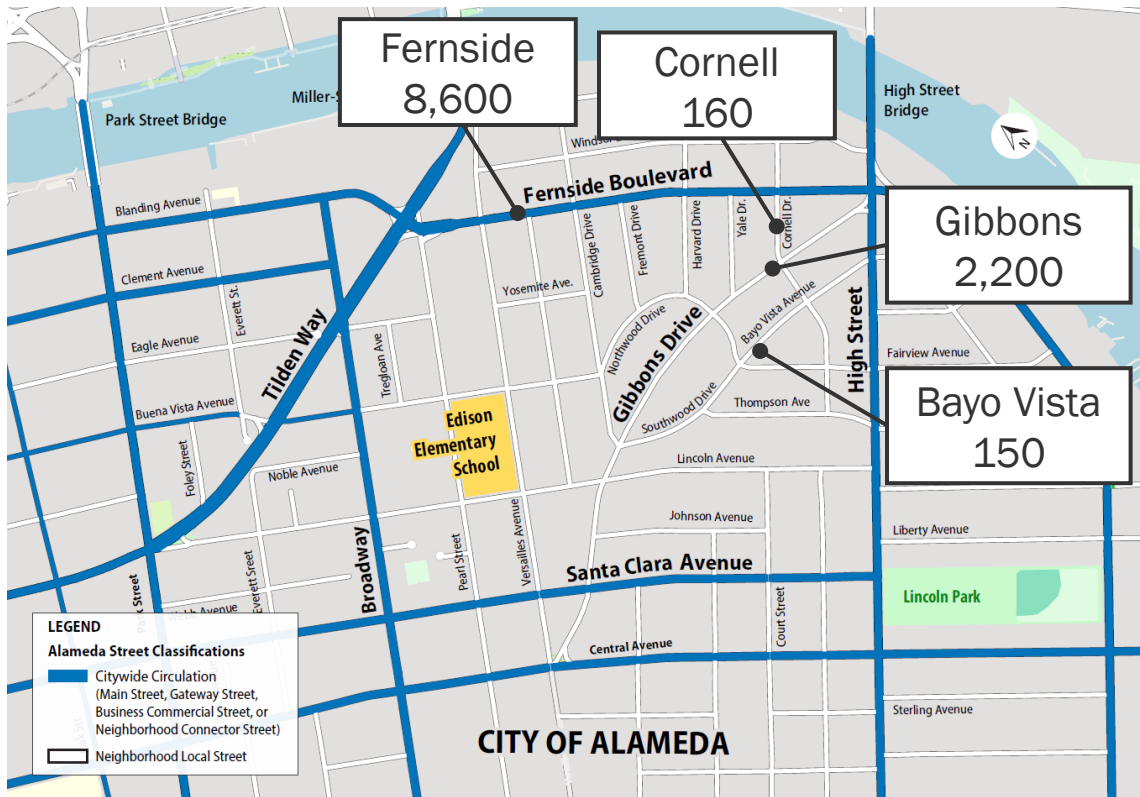 Fernside
8,600
Cornell
160
High Street
Bridge
N
Park Street Bridge
Miller-S
Fernside Boulevard
Gibbons
2,200
Blanding Avenue
Clement Avenue
Everett St.
Eagle Avenue
Tilden Way
Tregloan Ave
Buena Vista Avenue
Foley Street
Noble Avenue
Yosemite Ave.
Cambridge Drive
Fremont Drive
Harvard Drive
Yale Dr.
Cornell Dr.
Northwood Drive
Gibbons Drive
Bayo Vista Avenue
Southwood Drive
High Street
Fairview Avenue
Thompson Ave
Bayo Vista
150
Edison
Elementary
School
Lincoln Avenue
Johnson Avenue
Liberty Avenue
Broadway
Pearl Street
Versailles Avenue
Everett Sreet
Santa Clara Avenue
Court Street
Lincoln Park
Central Avenue
Sterling Avenue
CITY OF ALAMEDA
LEGEND
Alameda Street Classifications
Citywide Circulation
(Main Street, Gateway Street,
Business Commercial Street, or
Neighborhood Connector Street)
Neighborhood Local Street